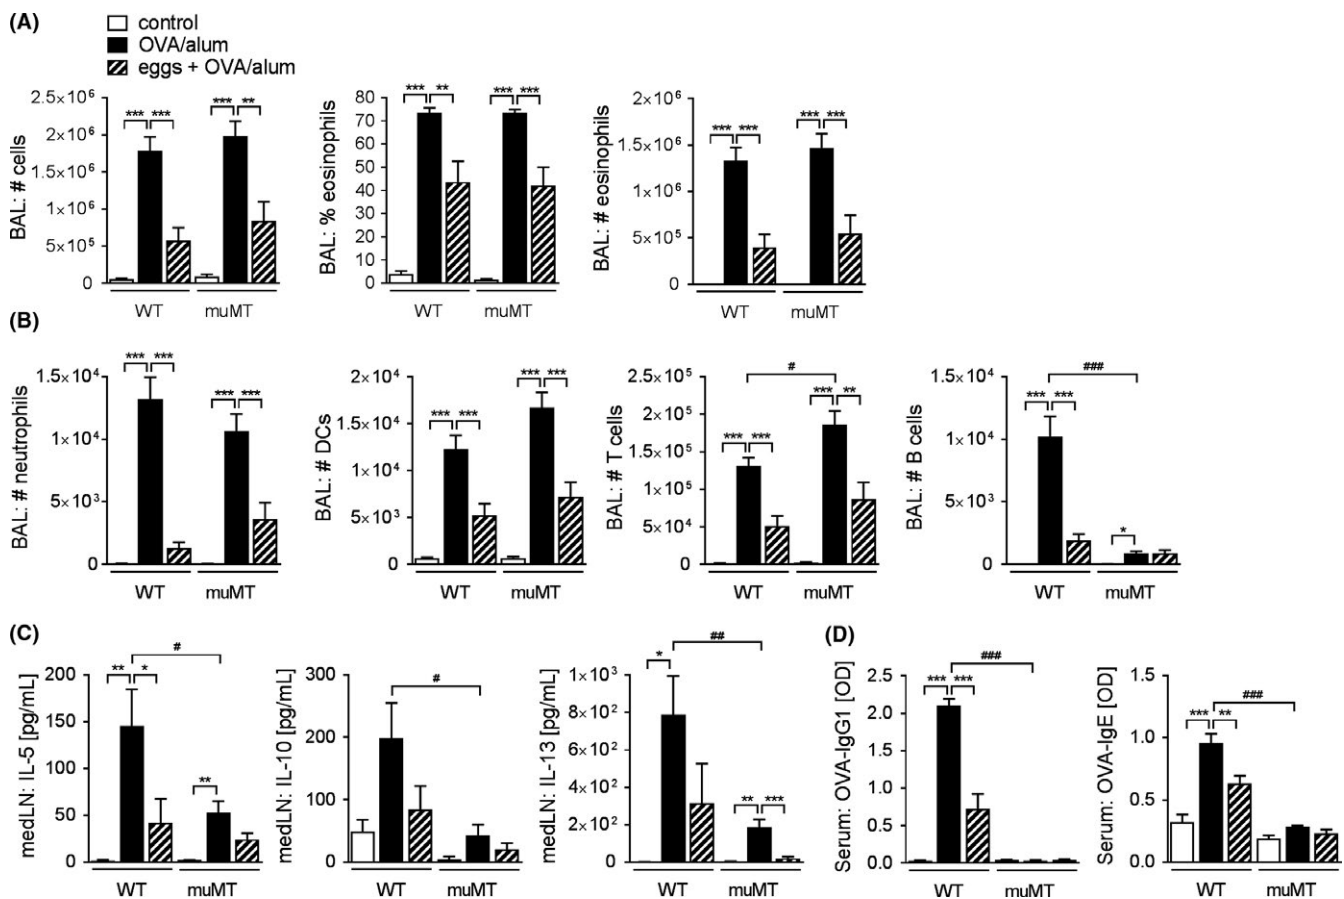 (A)
control
OVA/alum
eggs + OVA/alum
BAL: # cells
2.5×10⁶
2×10⁶
1.5×10⁶
1×10⁶
5×10⁵
0
*** ***
*** **
WT muMT
BAL: % eosinophils
80
70
60
50
40
30
20
10
0
*** **
*** ***
WT muMT
BAL: # eosinophils
2×10⁶
1.5×10⁶
1×10⁶
5×10⁵
0
*** ***
*** ***
WT muMT
(B)
BAL: # neutrophils
1.5×10⁴
1×10⁴
5×10³
0
*** ***
*** ***
WT muMT
BAL: # DCs
2×10⁴
1.5×10⁴
1×10⁴
5×10³
0
*** ***
*** ***
WT muMT
BAL: # T cells
2.5×10⁵
2×10⁵
1.5×10⁵
1×10⁵
5×10⁴
0
#
*** ***
*** **
WT muMT
BAL: # B cells
1.5×10⁴
1×10⁴
5×10³
0
###
*** ***
*
WT muMT
(C)
medLN: IL-5 [pg/mL]
200
150
100
50
0
#
** *
**
WT muMT
medLN: IL-10 [pg/mL]
300
200
100
0
#
WT muMT
medLN: IL-13 [pg/mL]
1×10³
8×10²
6×10²
4×10²
2×10²
0
##
*
** ***
WT muMT
(D)
Serum: OVA-IgG1 [OD]
2.5
2.0
1.5
1.0
0.5
0.0
###
*** ***
WT muMT
Serum: OVA-IgE [OD]
1.5
1.0
0.5
0.0
###
*** **
WT muMT